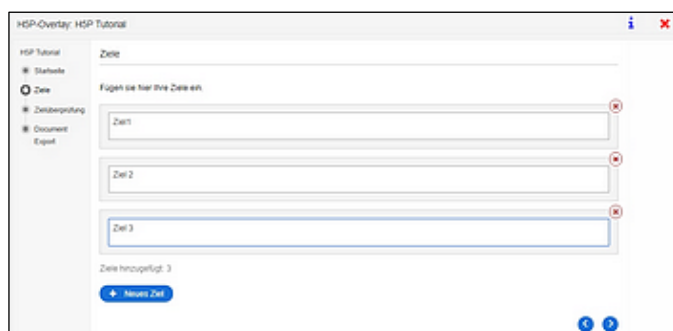 H5P-Overlay: H5P Tutorial
i
H5P Tutorial
Startseite
Ziele
Zielüberprüfung
Document
Export
Ziele
Fügen sie hier Ihre Ziele ein.
Ziel1
Ziel 2
Ziel 3
Ziele hinzugefügt: 3
+ Neues Ziel